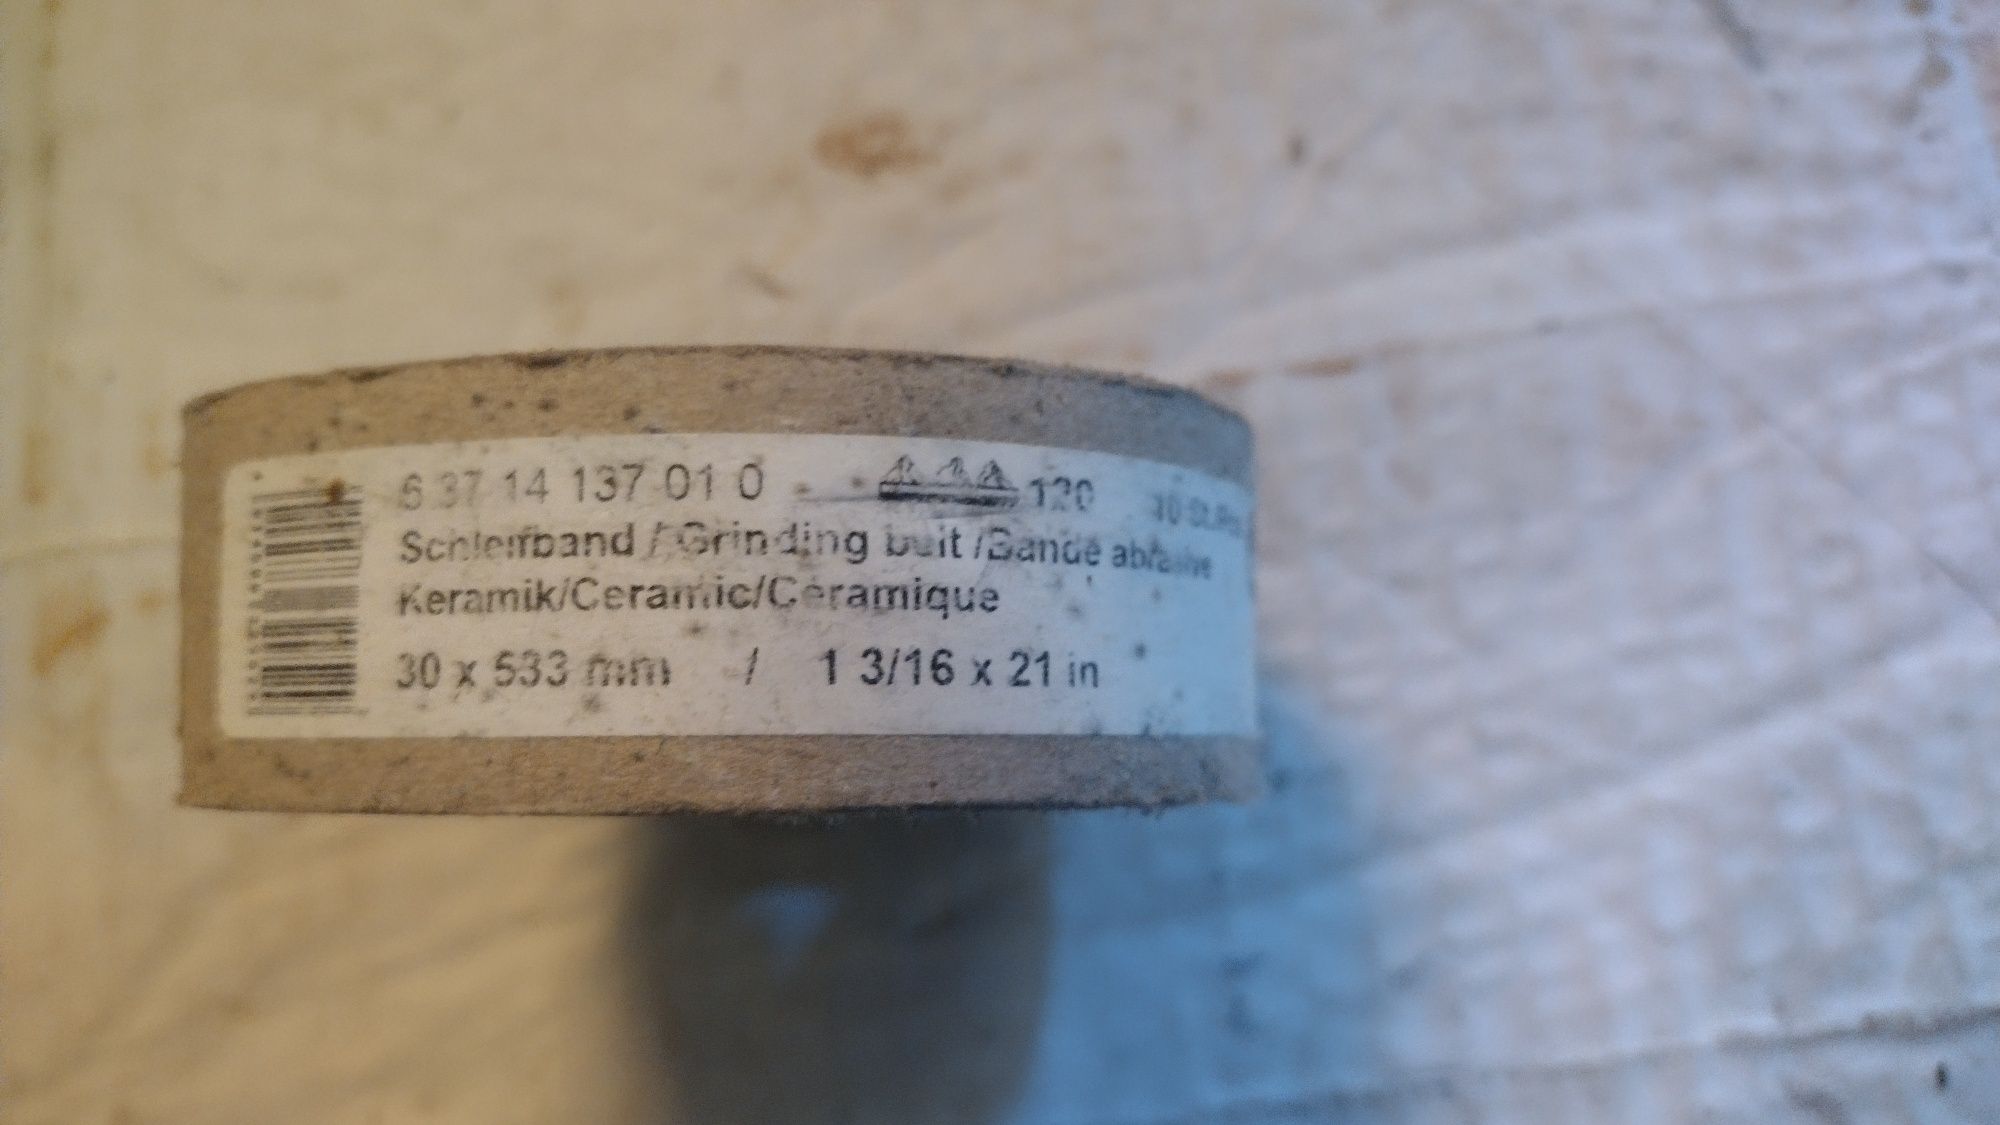 6 37 14 137 01 0 120
Schleifband / Grinding belt /Bande abrasive
Keramik/Ceramic/Céramique
30 x 533 mm / 1 3/16 x 21 in